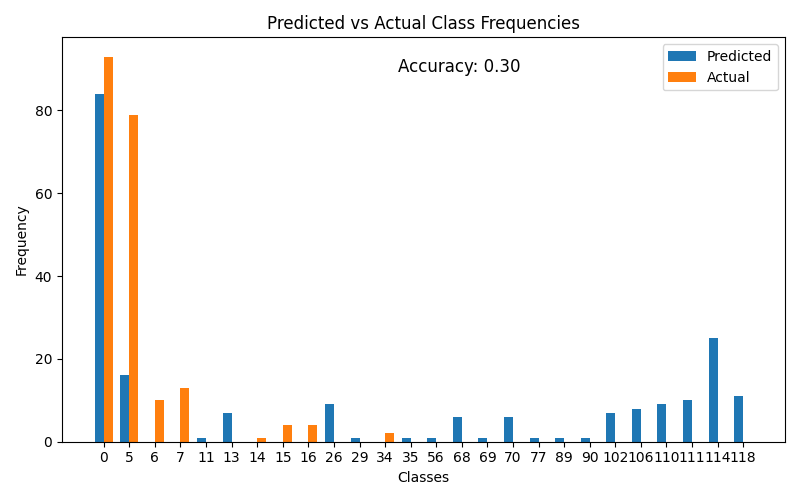 Predicted vs Actual Class Frequencies
Accuracy: 0.30
Predicted
Actual
80
60
40
20
0
Frequency
0 5 6 7 11 13 14 15 16 26 29 34 35 56 68 69 70 77 89 90 102 106 110 111 114 118
Classes